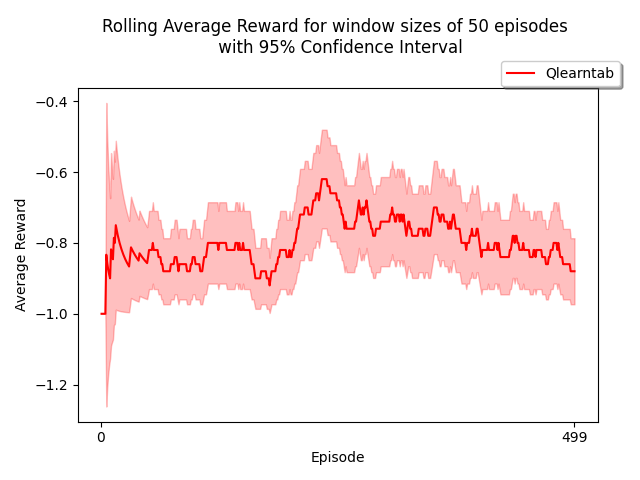 Rolling Average Reward for window sizes of 50 episodes
with 95% Confidence Interval
Qlearntab
−0.4
−0.6
−0.8
−1.0
−1.2
Average Reward
0
499
Episode